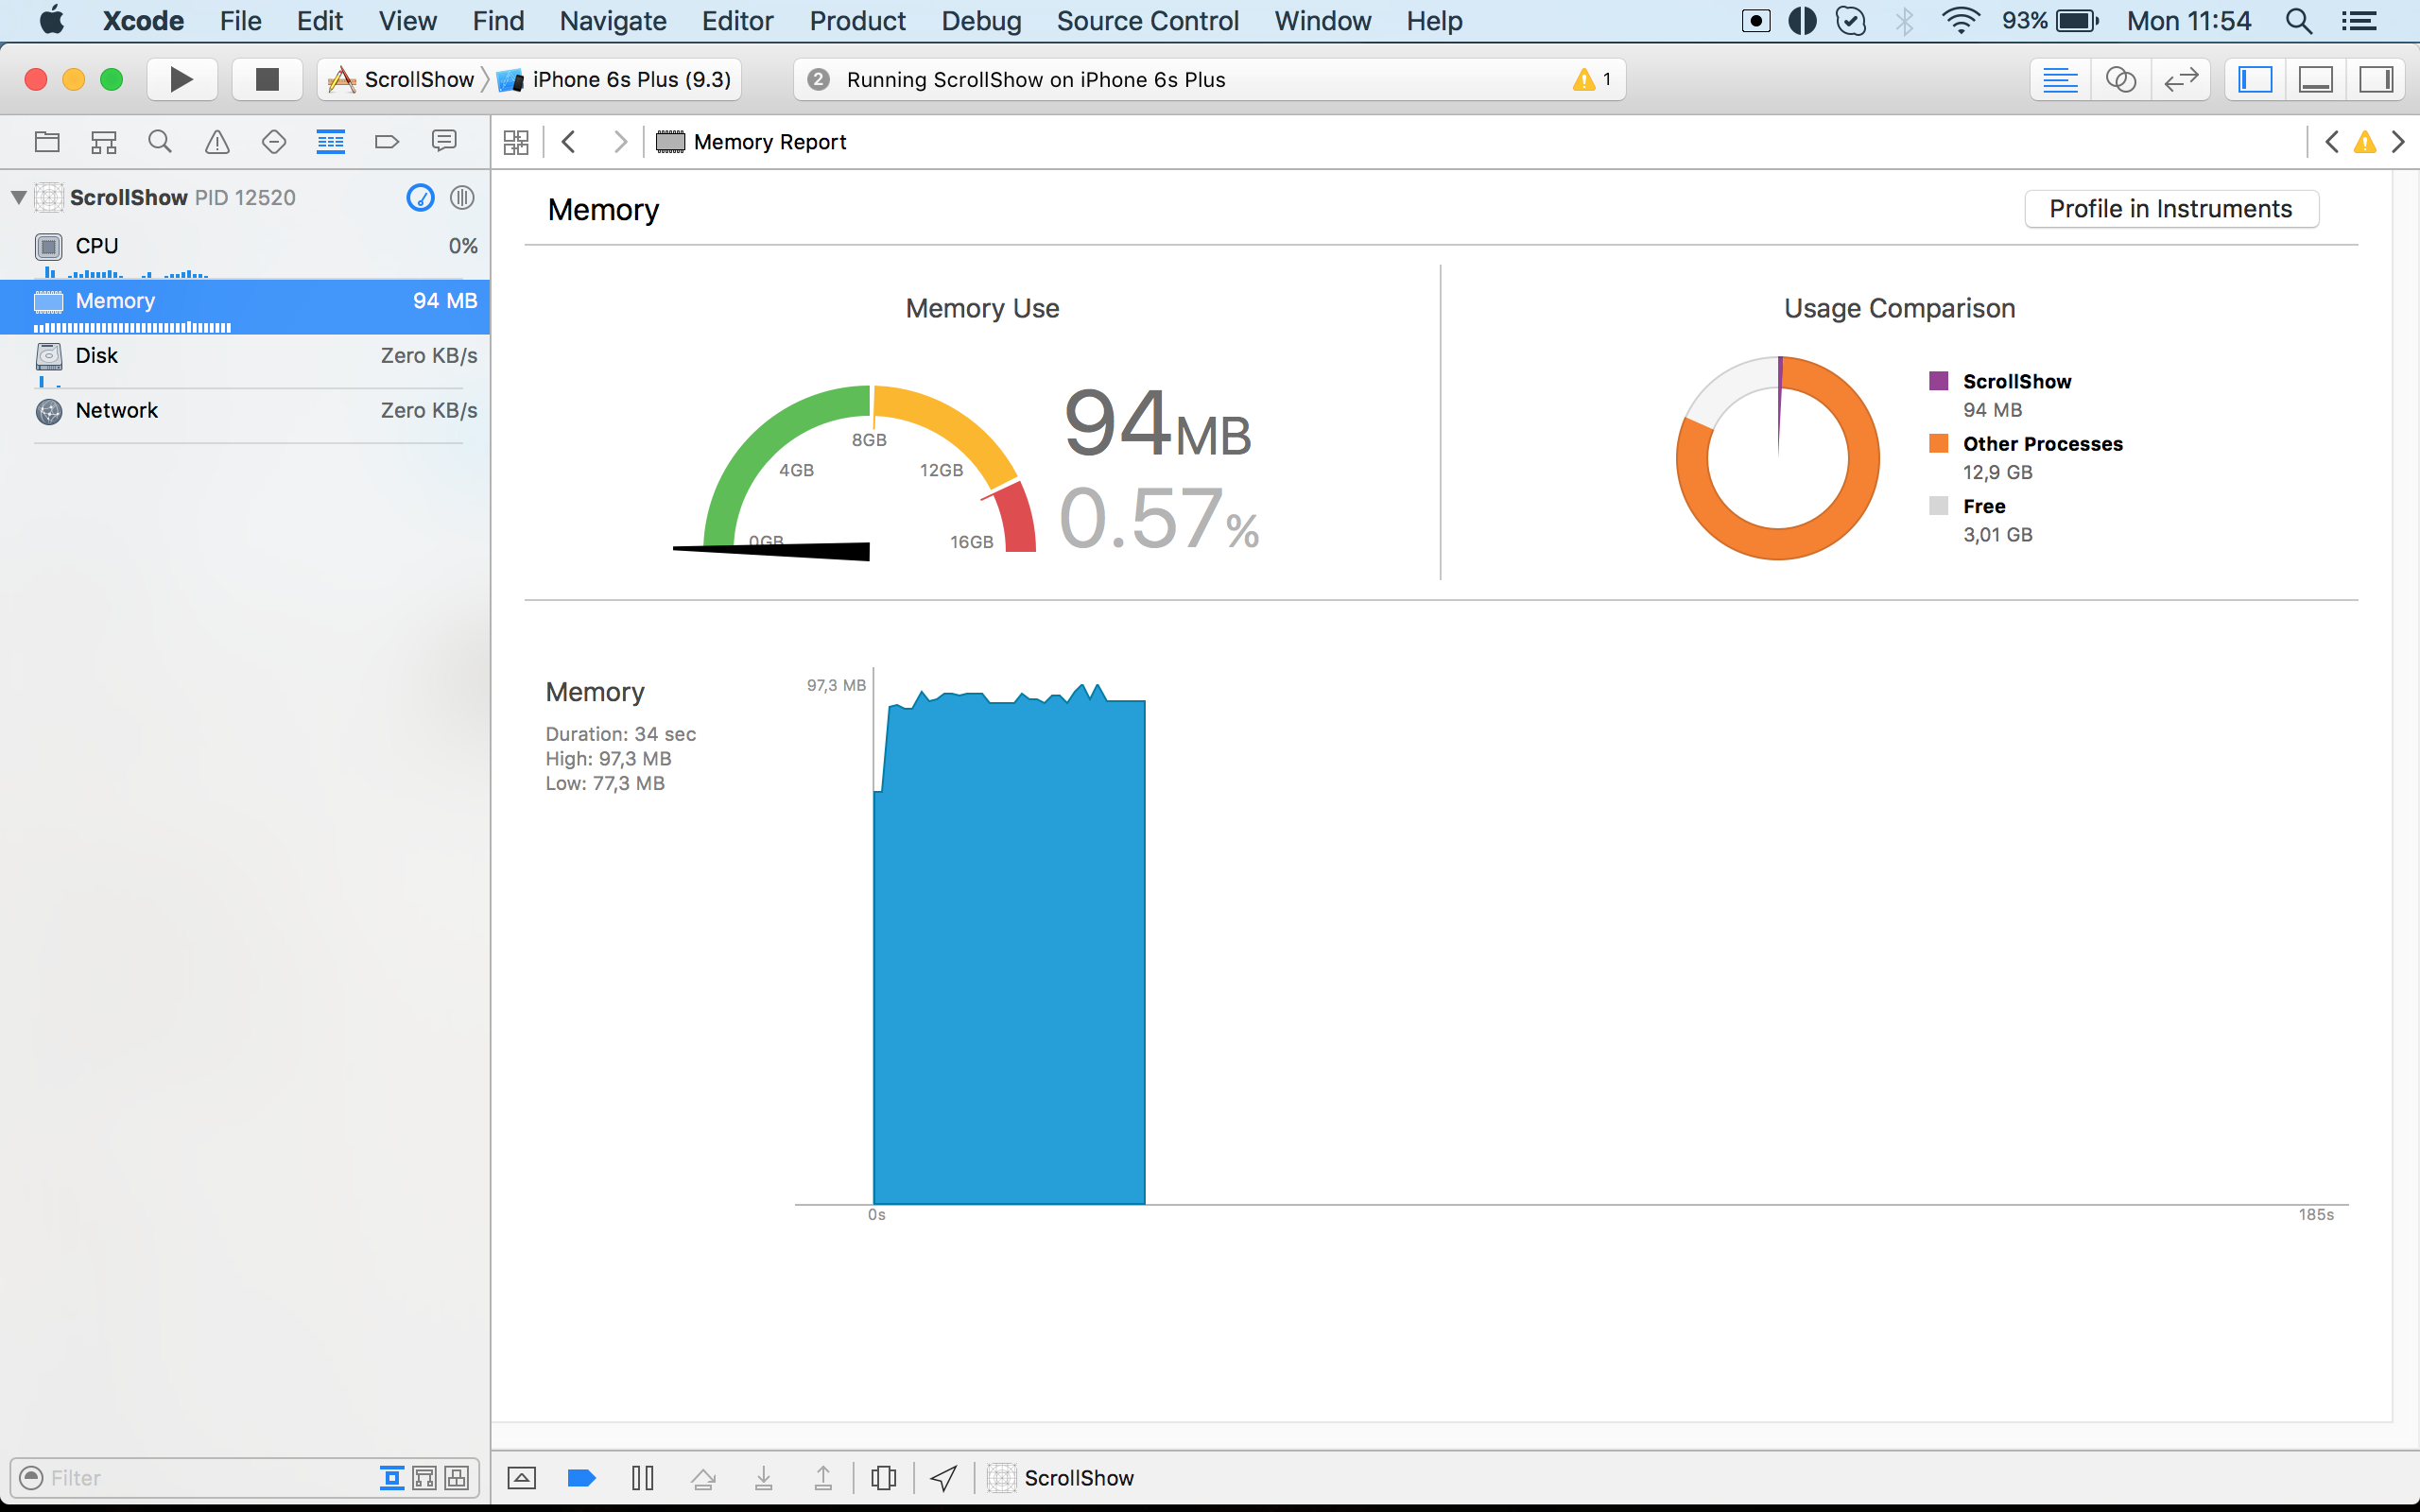 Xcode File Edit View Find Navigate Editor Product Debug Source Control Window Help 93% Mon 11:54
ScrollShow iPhone 6s Plus (9.3) 2 Running ScrollShow on iPhone 6s Plus 1
Memory Report
ScrollShow PID 12520
CPU 0%
Memory 94 MB
Disk Zero KB/s
Network Zero KB/s
Memory Profile in Instruments
Memory Use
0GB
4GB
8GB
12GB
16GB
94MB
0.57%
Usage Comparison
ScrollShow
94 MB
Other Processes
12,9 GB
Free
3,01 GB
Memory
Duration: 34 sec
High: 97,3 MB
Low: 77,3 MB
97,3 MB
0s 185s
Filter
ScrollShow